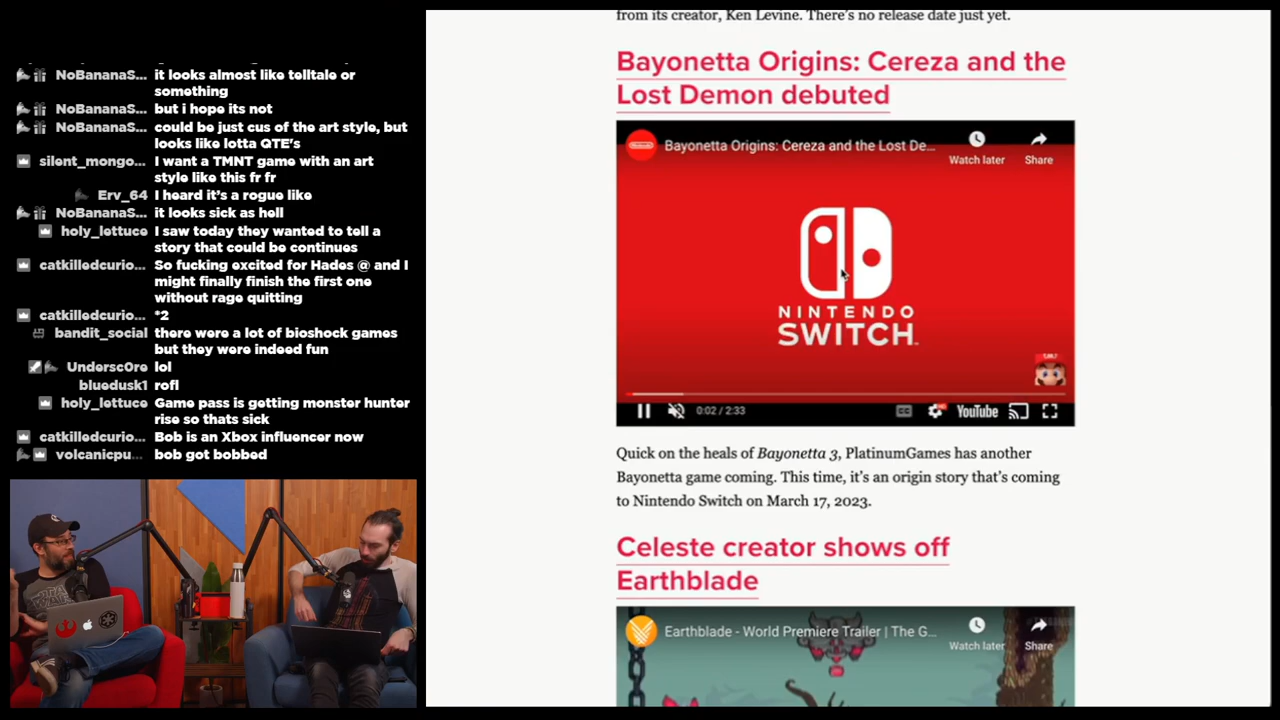 NoBananaS... it looks almost like telltale or
something
NoBananaS... but i hope its not
NoBananaS... could be just cus of the art style, but
looks like lotta QTE's
silent_mongo... I want a TMNT game with an art
style like this fr fr
Erv_64 I heard it's a rogue like
NoBananaS... it looks sick as hell
holy_lettuce I saw today they wanted to tell a
story that could be continues
catkilledcurio... So fucking excited for Hades @ and I
might finally finish the first one
without rage quitting
catkilledcurio... *2
bandit_social there were a lot of bioshock games
but they were indeed fun
Undersc0re lol
bluedusk1 rofl
holy_lettuce Game pass is getting monster hunter
rise so thats sick
catkilledcurio... Bob is an Xbox influencer now
volcanicpu... bob got bobbed
from its creator, Ken Levine. There's no release date just yet.
Bayonetta Origins: Cereza and the
Lost Demon debuted
Nintendo
Bayonetta Origins: Cereza and the Lost De...
Watch later
Share
NINTENDO
SWITCH
0:02 / 2:33
CC
YouTube
Quick on the heals of Bayonetta 3, PlatinumGames has another
Bayonetta game coming. This time, it's an origin story that's coming
to Nintendo Switch on March 17, 2023.
Celeste creator shows off
Earthblade
Earthblade - World Premiere Trailer | The G...
Watch later
Share